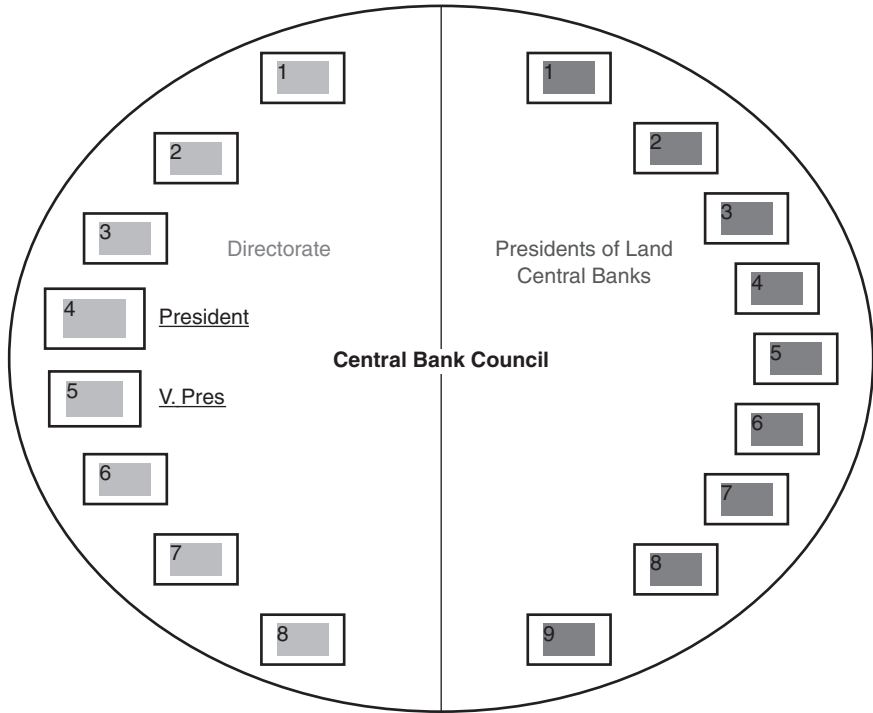 1
2
3
Directorate
4
President
5
V. Pres
6
7
8
Central Bank Council
1
2
3
Presidents of Land
Central Banks
4
5
6
7
8
9